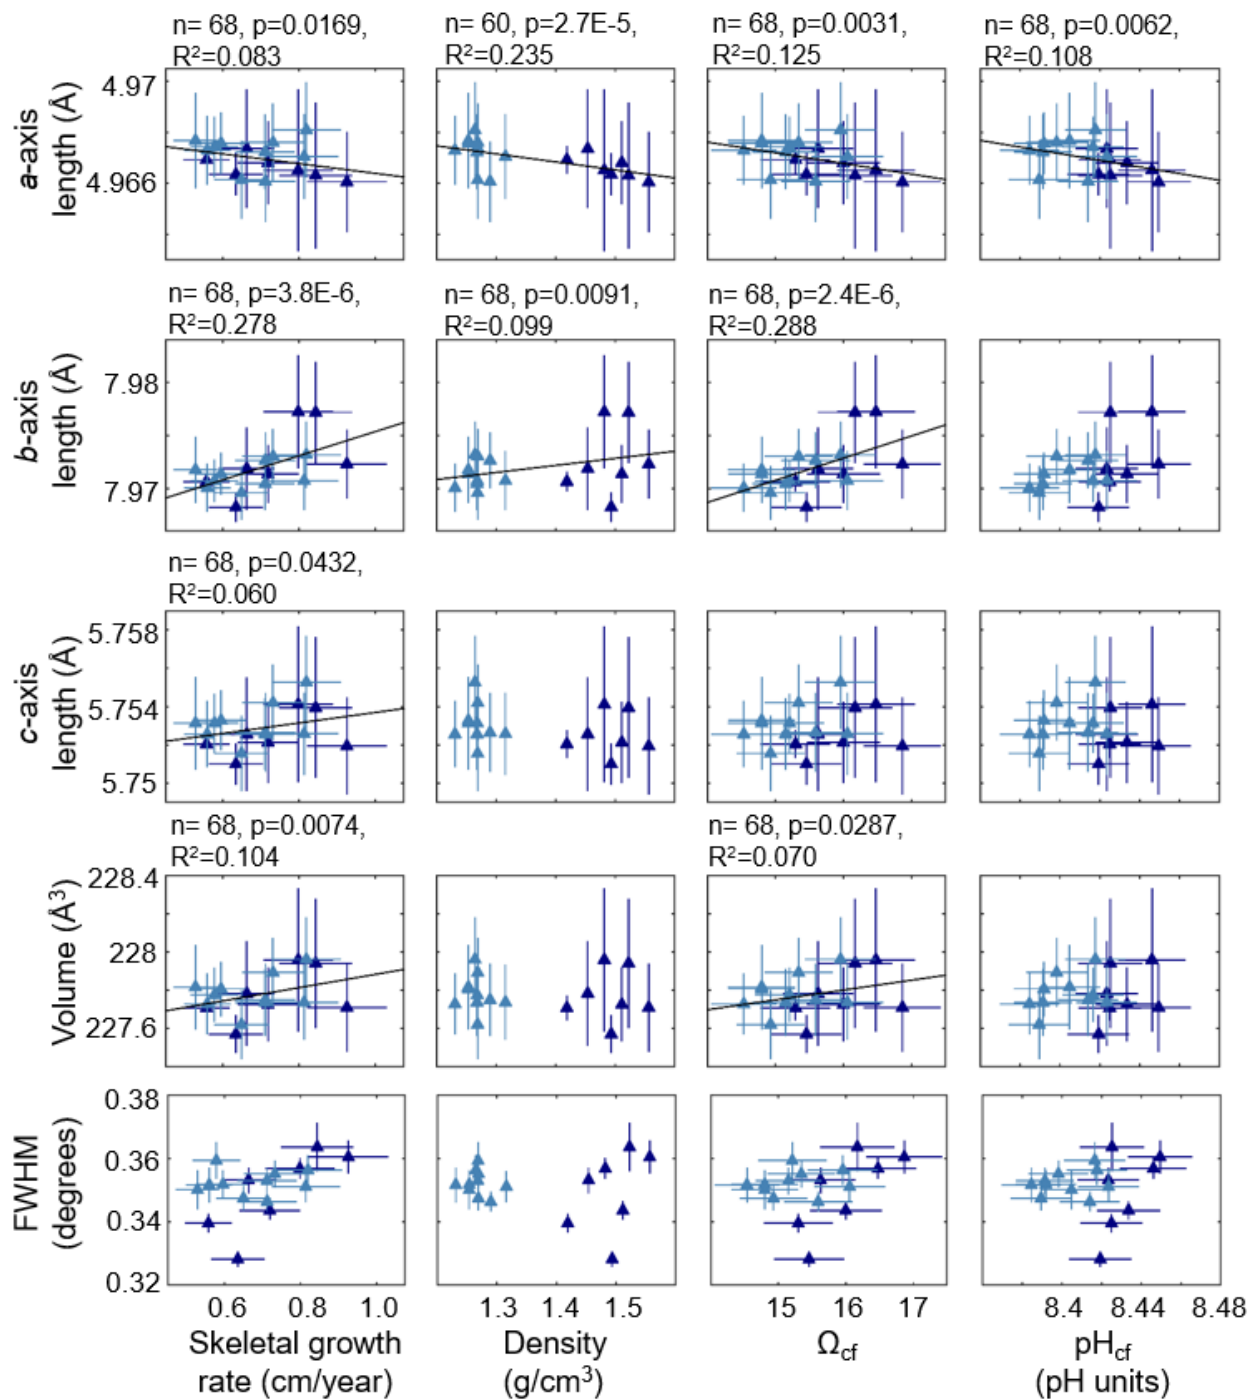 n= 68, p=0.0169,
R²=0.083
n= 60, p=2.7E-5,
R²=0.235
n= 68, p=0.0031,
R²=0.125
n= 68, p=0.0062,
R²=0.108
a-axis
length (Å)
4.97
4.966
n= 68, p=3.8E-6,
R²=0.278
n= 68, p=0.0091,
R²=0.099
n= 68, p=2.4E-6,
R²=0.288
b-axis
length (Å)
7.98
7.97
n= 68, p=0.0432,
R²=0.060
c-axis
length (Å)
5.758
5.754
5.75
n= 68, p=0.0074,
R²=0.104
n= 68, p=0.0287,
R²=0.070
Volume (Å³)
228.4
228
227.6
FWHM
(degrees)
0.38
0.36
0.34
0.32
0.6 0.8 1.0
1.3 1.4 1.5
15 16 17
8.4 8.44 8.48
Skeletal growth
rate (cm/year)
Density
(g/cm³)
Ωcf
pHcf
(pH units)